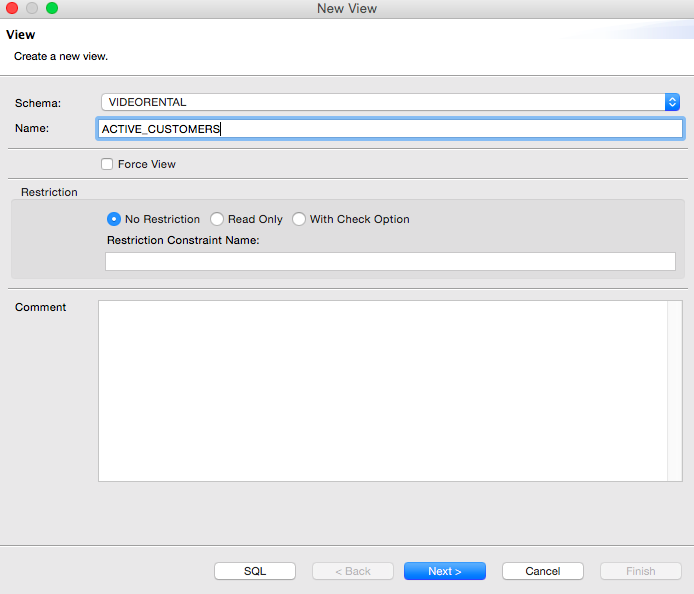 New View
View
Create a new view.
Schema: VIDEORENTAL
Name: ACTIVE_CUSTOMERS
Force View
Restriction
No Restriction Read Only With Check Option
Restriction Constraint Name:
Comment
SQL < Back Next > Cancel Finish